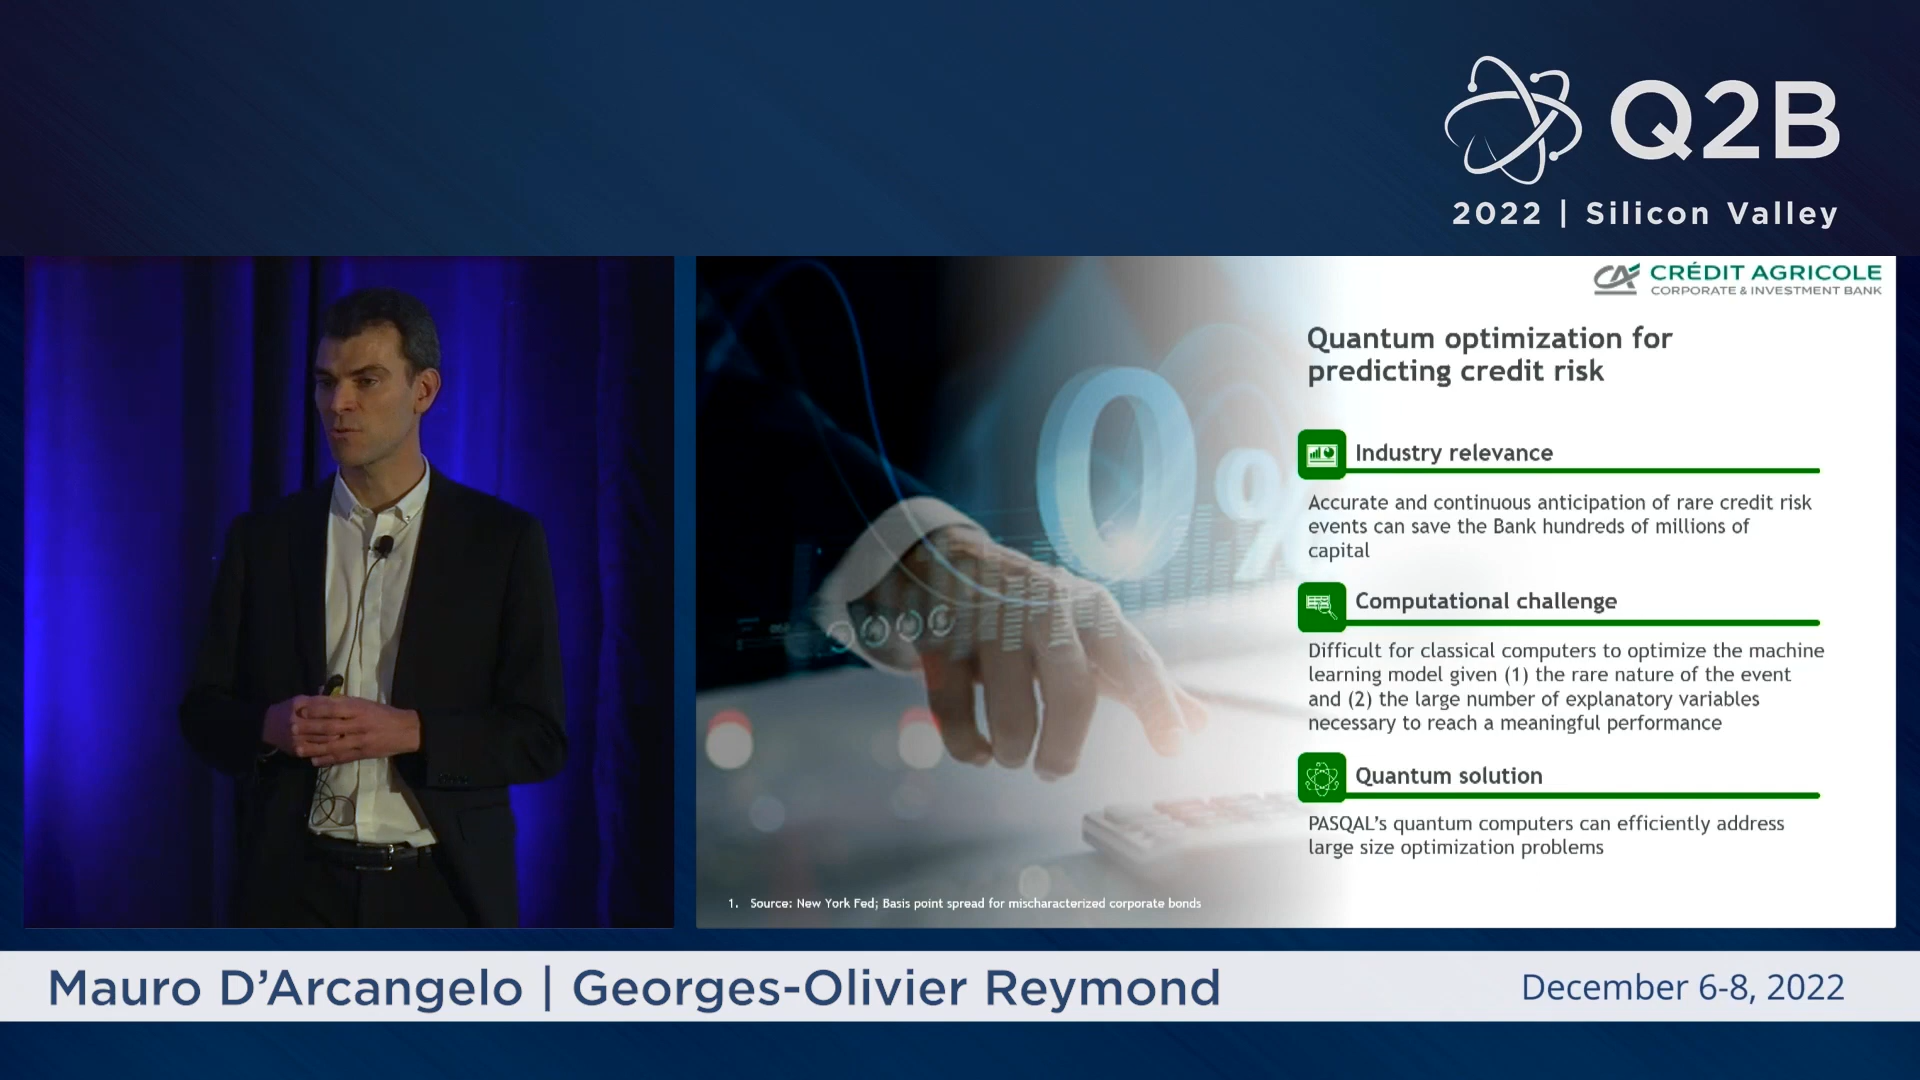 Q2B
2022 | Silicon Valley
CRÉDIT AGRICOLE
CORPORATE & INVESTMENT BANK
Quantum optimization for
predicting credit risk
0%
Industry relevance
Accurate and continuous anticipation of rare credit risk
events can save the Bank hundreds of millions of
capital
Computational challenge
Difficult for classical computers to optimize the machine
learning model given (1) the rare nature of the event
and (2) the large number of explanatory variables
necessary to reach a meaningful performance
Quantum solution
PASQAL's quantum computers can efficiently address
large size optimization problems
1. Source: New York Fed; Basis point spread for mischaracterized corporate bonds
Mauro D'Arcangelo | Georges-Olivier Reymond
December 6-8, 2022